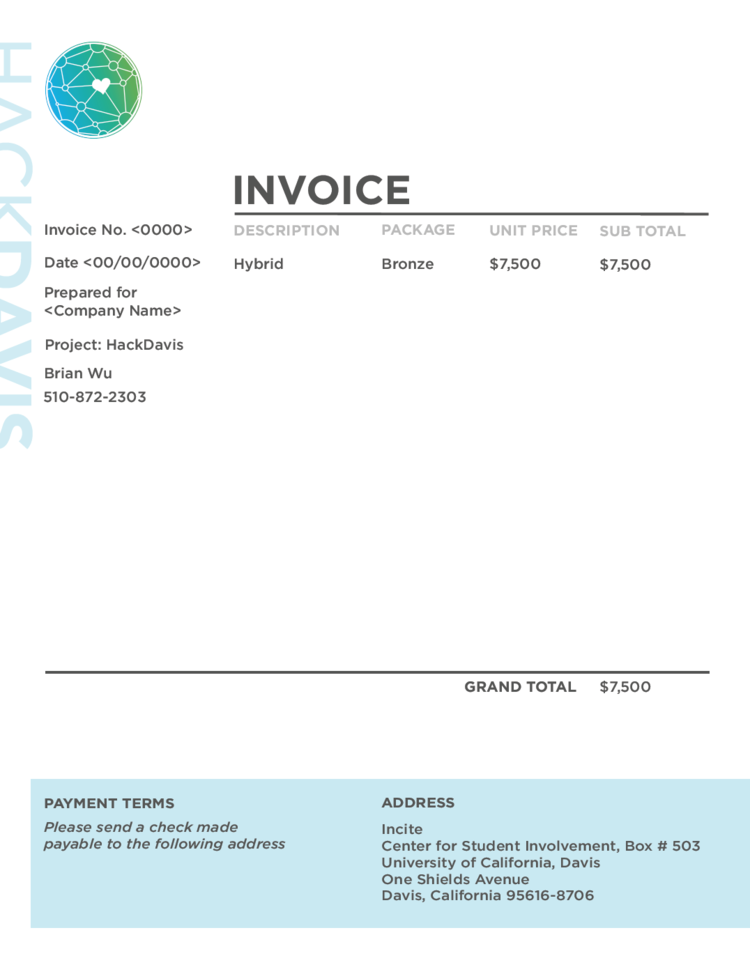 HACKDAVIS
INVOICE
Invoice No. <0000>
Date <00/00/0000>
Prepared for
<Company Name>
Project: HackDavis
Brian Wu
510-872-2303
DESCRIPTION PACKAGE UNIT PRICE SUB TOTAL
Hybrid Bronze $7,500 $7,500
GRAND TOTAL $7,500
PAYMENT TERMS
Please send a check made
payable to the following address
ADDRESS
Incite
Center for Student Involvement, Box # 503
University of California, Davis
One Shields Avenue
Davis, California 95616-8706